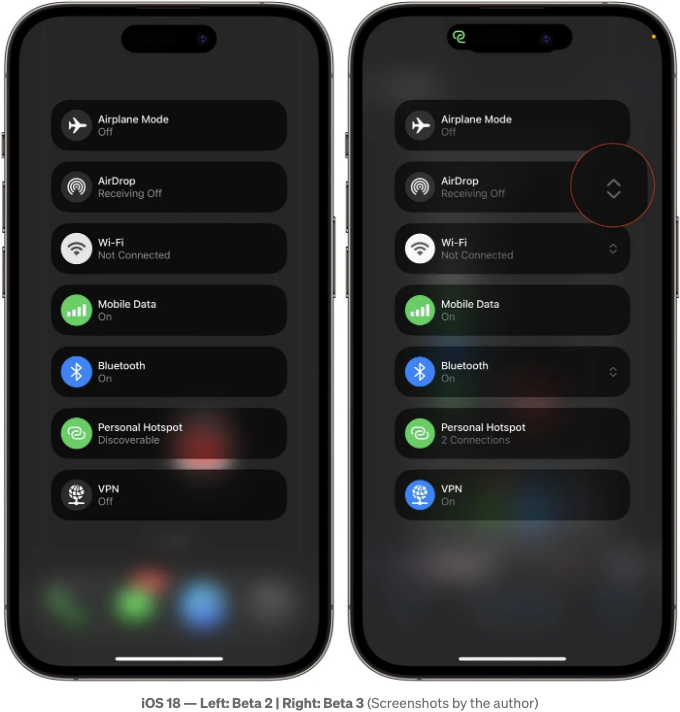 Airplane Mode
Off
AirDrop
Receiving Off
Wi-Fi
Not Connected
Mobile Data
On
Bluetooth
On
Personal Hotspot
Discoverable
VPN
Off
Airplane Mode
Off
AirDrop
Receiving Off
Wi-Fi
Not Connected
Mobile Data
On
Bluetooth
On
Personal Hotspot
2 Connections
VPN
On
iOS 18 — Left: Beta 2 | Right: Beta 3 (Screenshots by the author)